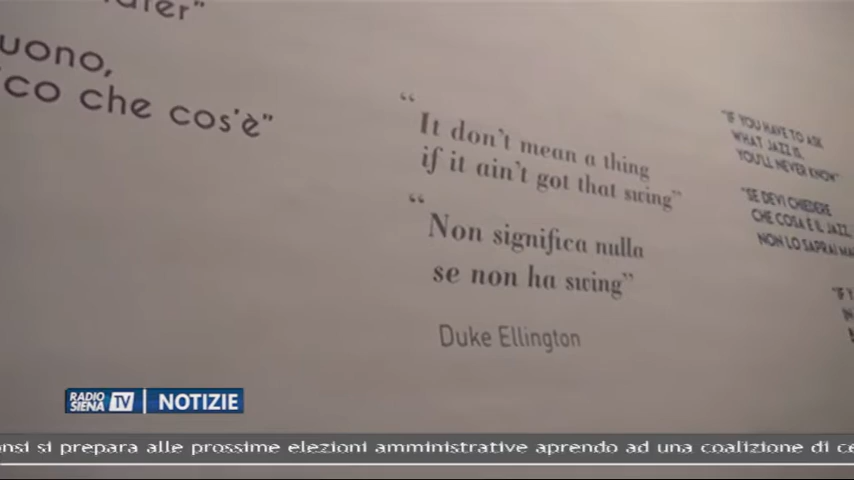 che cos'è"
"It don't mean a thing
if it ain't got that swing"
"Non significa nulla
se non ha swing"
Duke Ellington
"IF YOU HAVE TO ASK
WHAT JAZZ IS,
YOU'LL NEVER KNOW"
"SE DEVI CHIEDERE
CHE COSA È IL JAZZ,
NON LO SAPRAI
RADIO
SIENA TV NOTIZIE
si prepara alle prossime elezioni amministrative aprendo ad una coalizione di